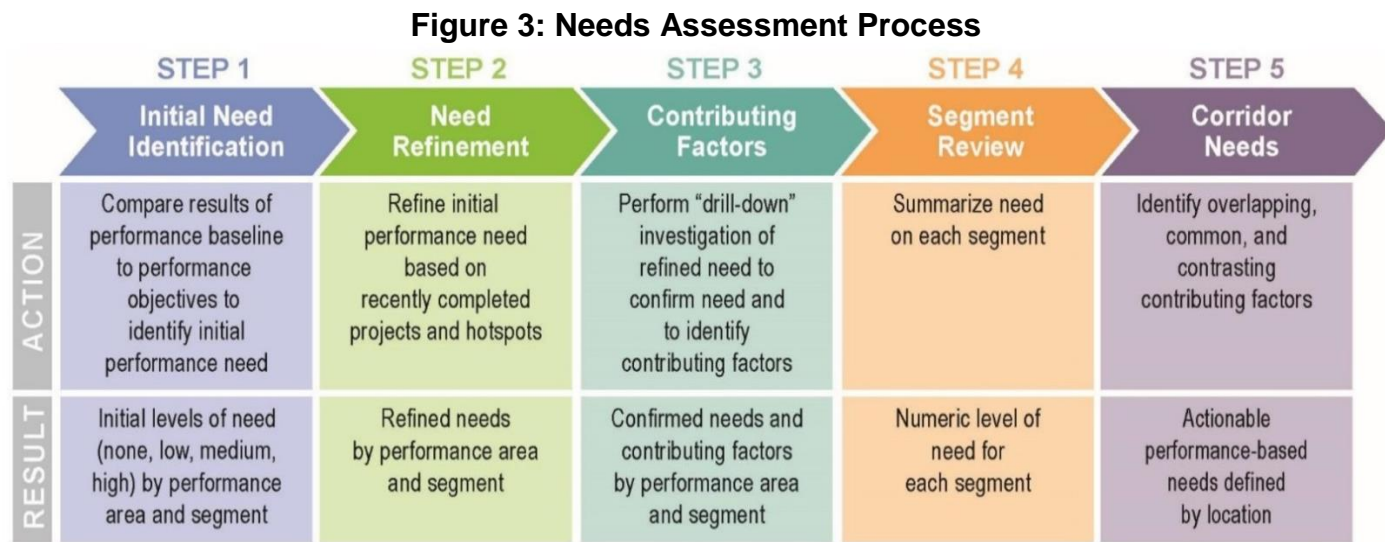 Figure 3: Needs Assessment Process
STEP 1
STEP 2
STEP 3
STEP 4
STEP 5
Initial Need
Identification
Need
Refinement
Contributing
Factors
Segment
Review
Corridor
Needs
ACTION
Compare results of
performance baseline
to performance
objectives to
identify initial
performance need
Refine initial
performance need
based on
recently completed
projects and hotspots
Perform “drill-down”
investigation of
refined need to
confirm need and
to identify
contributing factors
Summarize need
on each segment
Identify overlapping,
common, and
contrasting
contributing factors
RESULT
Initial levels of need
(none, low, medium,
high) by performance
area and segment
Refined needs
by performance area
and segment
Confirmed needs and
contributing factors
by performance area
and segment
Numeric level of
need for
each segment
Actionable
performance-based
needs defined
by location